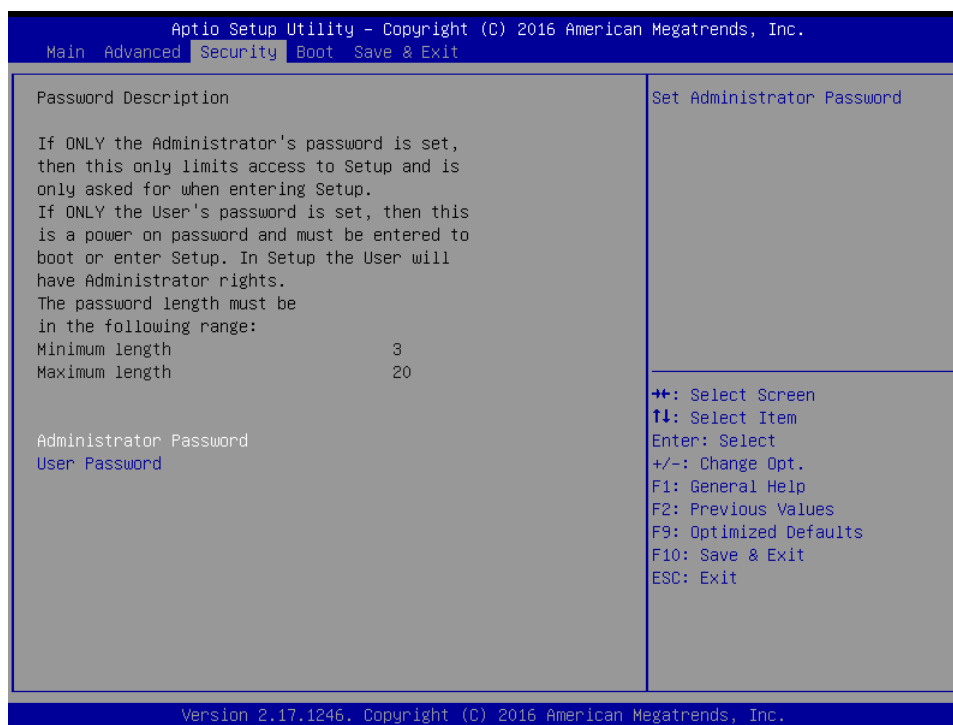 Aptio Setup Utility – Copyright (C) 2016 American Megatrends, Inc.
Main Advanced Security Boot Save & Exit
Password Description
If ONLY the Administrator's password is set,
then this only limits access to Setup and is
only asked for when entering Setup.
If ONLY the User's password is set, then this
is a power on password and must be entered to
boot or enter Setup. In Setup the User will
have Administrator rights.
The password length must be
in the following range:
Minimum length 3
Maximum length 20
Administrator Password
User Password
Set Administrator Password
→←: Select Screen
↑↓: Select Item
Enter: Select
+/-: Change Opt.
F1: General Help
F2: Previous Values
F9: Optimized Defaults
F10: Save & Exit
ESC: Exit
Version 2.17.1246. Copyright (C) 2016 American Megatrends, Inc.